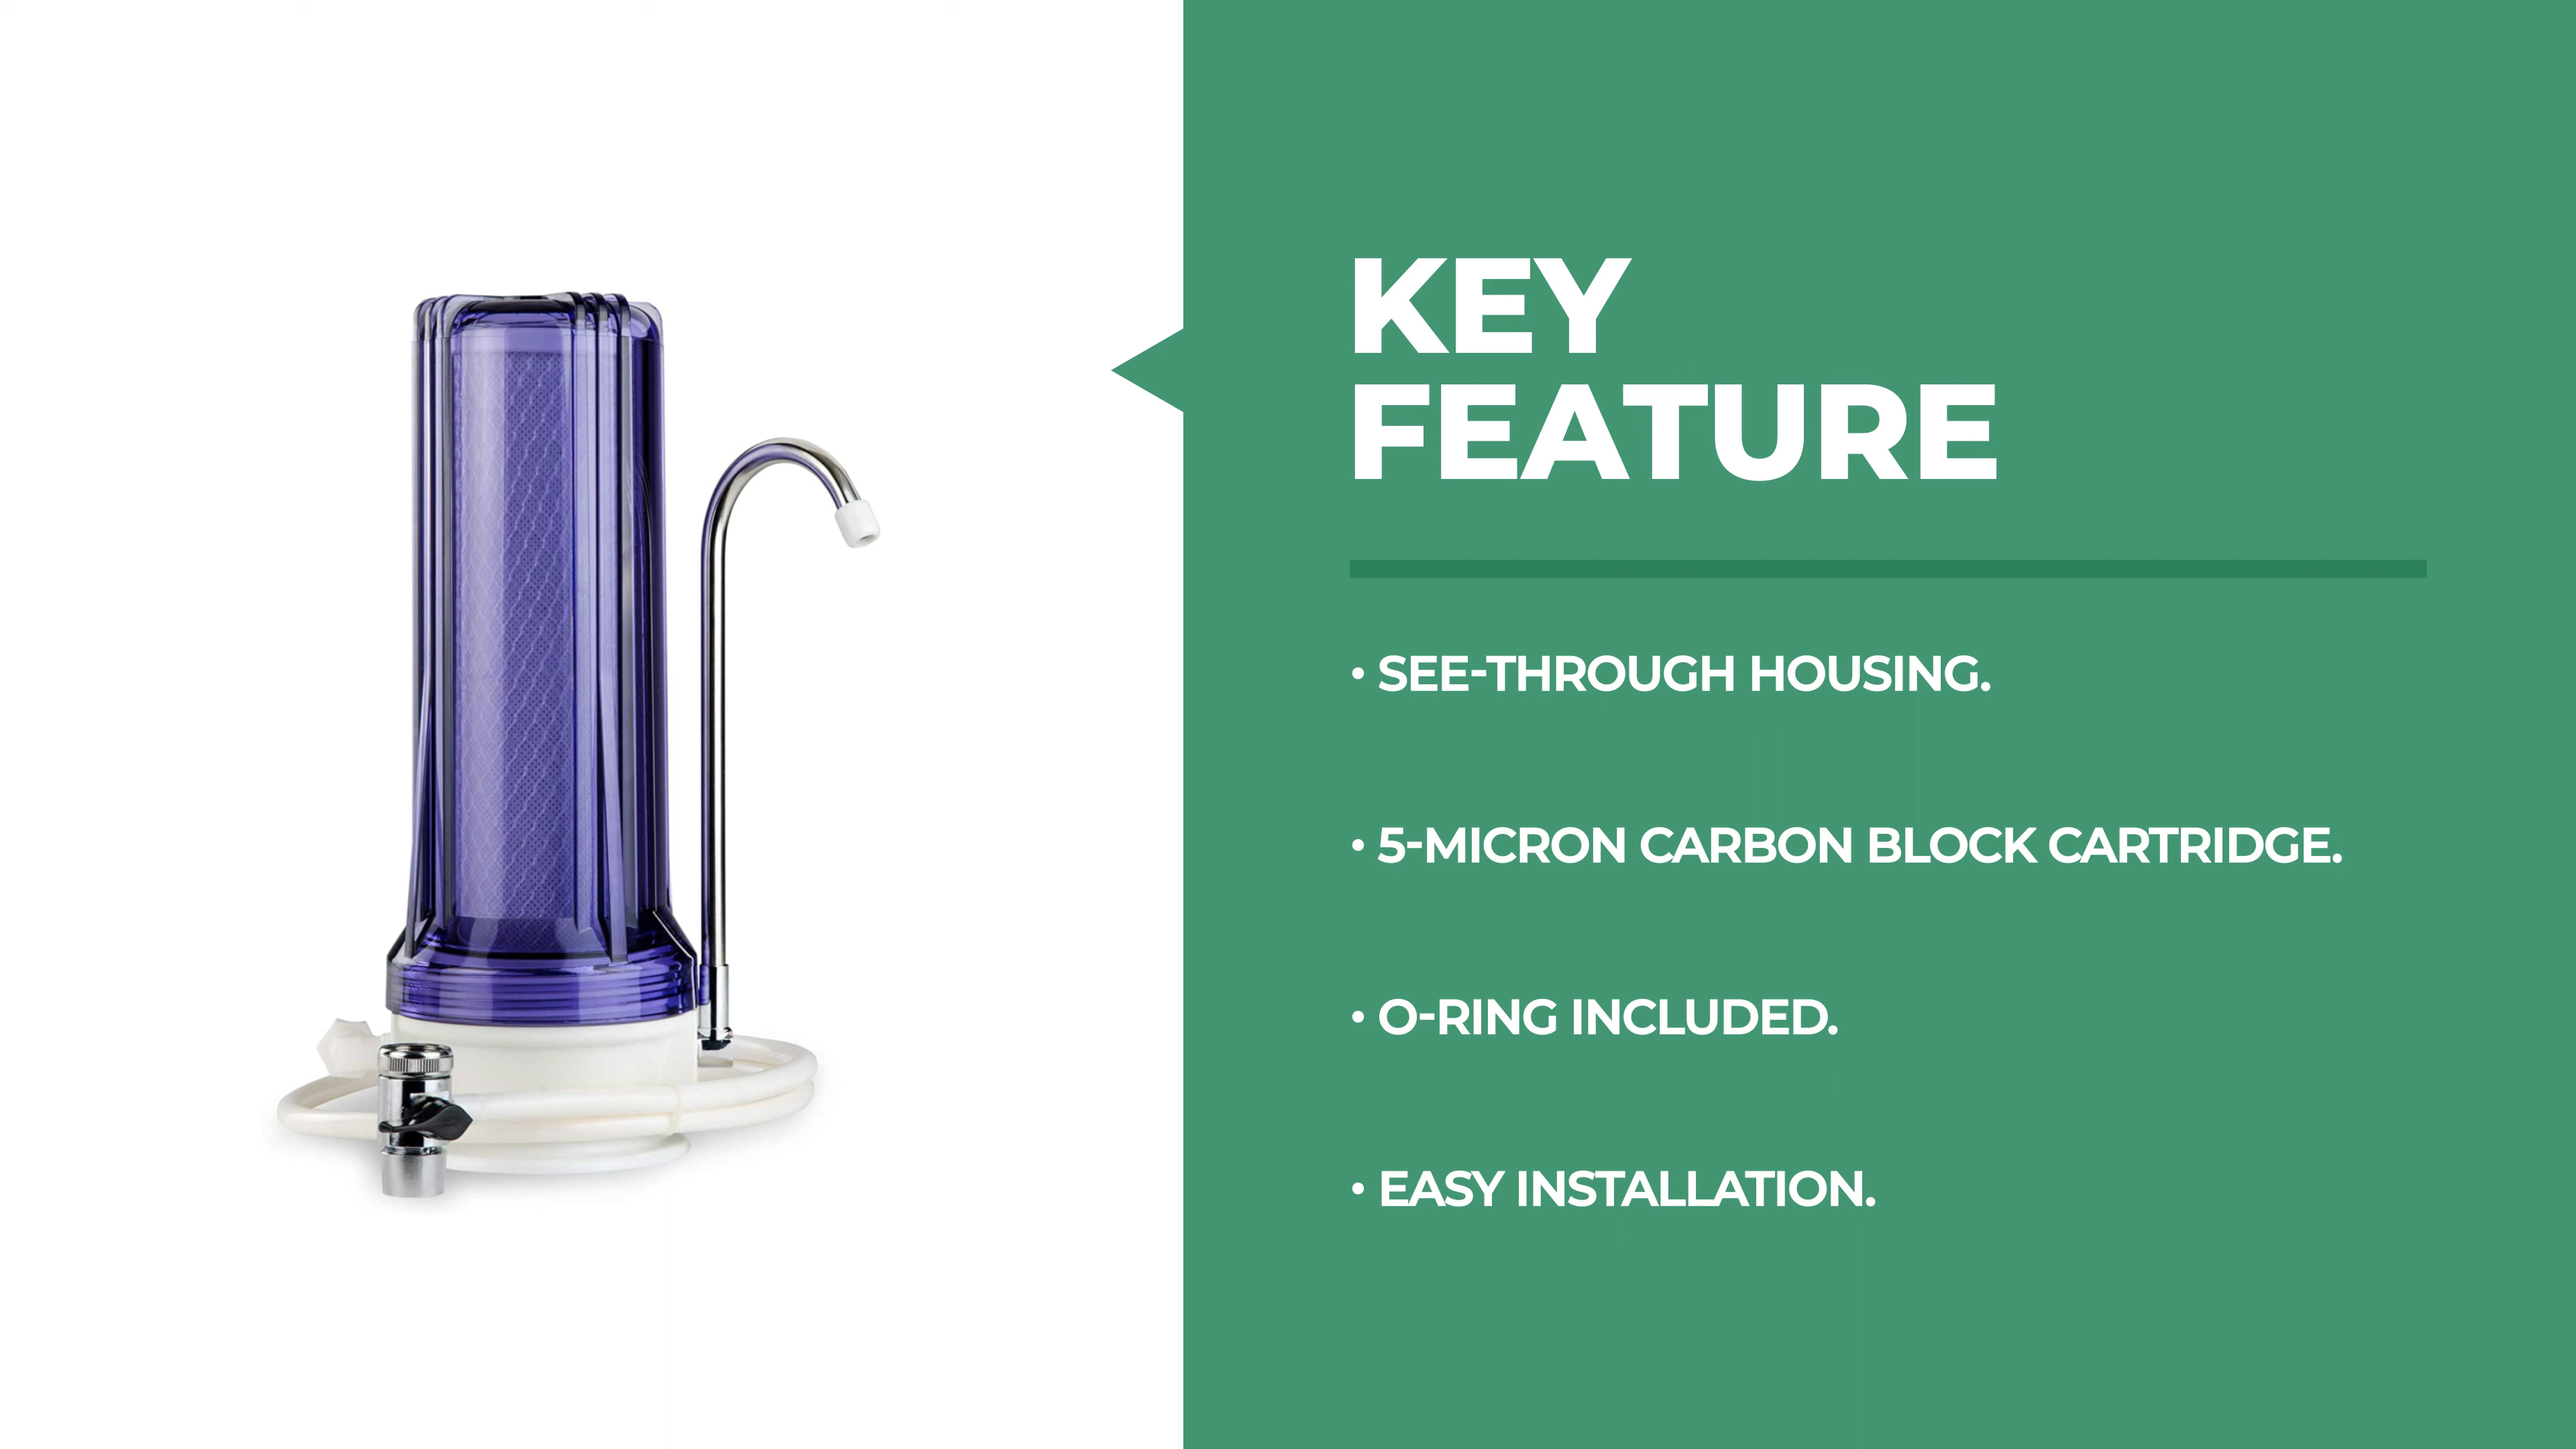 KEY
FEATURE
• SEE-THROUGH HOUSING.
• 5-MICRON CARBON BLOCK CARTRIDGE.
• O-RING INCLUDED.
• EASY INSTALLATION.